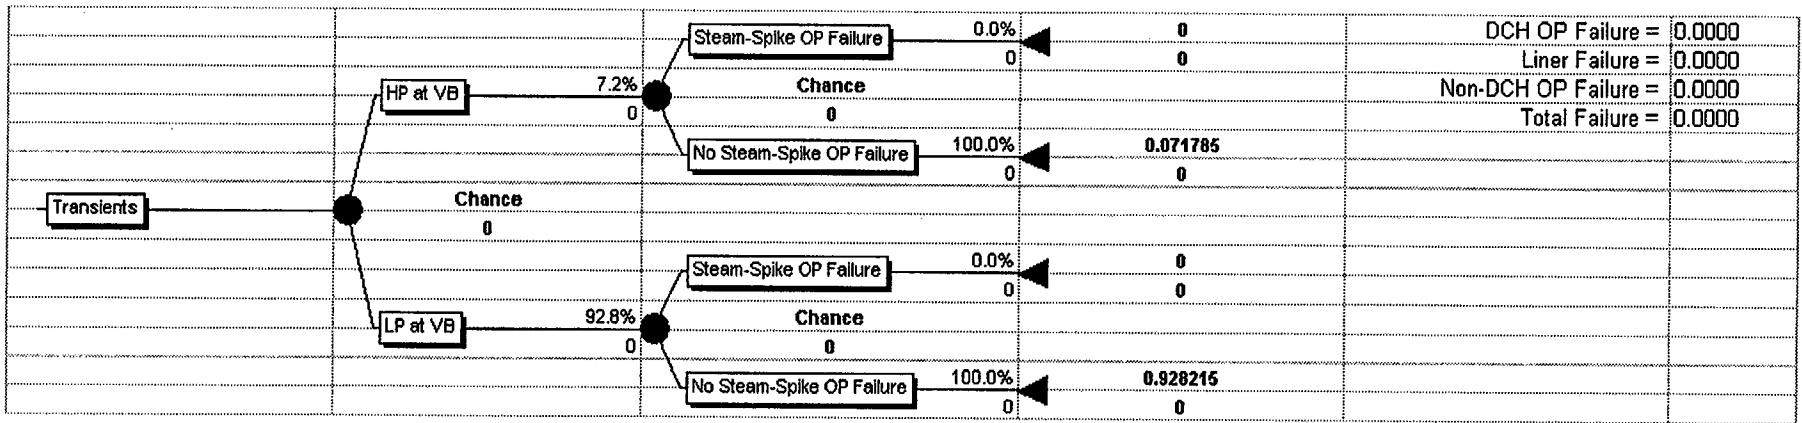 Steam-Spike OP Failure 0.0% 0 DCH OP Failure = 0.0000
0 0 Liner Failure = 0.0000
HP at VB 7.2% Chance Non-DCH OP Failure = 0.0000
0 0 Total Failure = 0.0000
No Steam-Spike OP Failure 100.0% 0.071785
0 0
Transients Chance
0
Steam-Spike OP Failure 0.0% 0
0 0
LP at VB 92.8% Chance
0 0
No Steam-Spike OP Failure 100.0% 0.928215
0 0